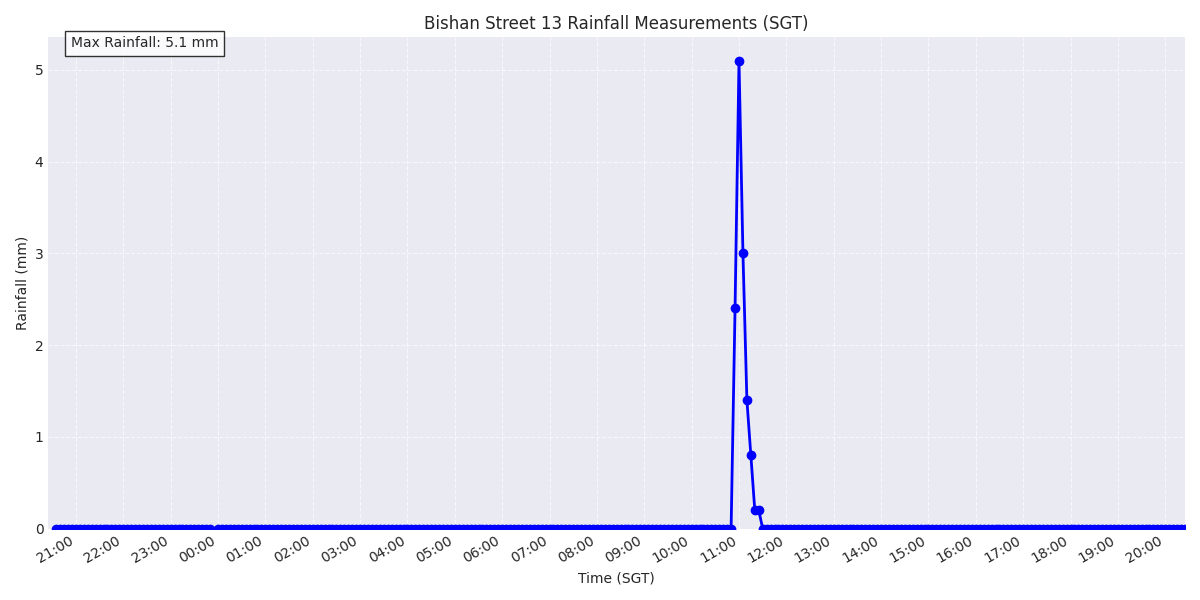 Bishan Street 13 Rainfall Measurements (SGT)
Max Rainfall: 5.1 mm
5
4
3
2
1
0
Rainfall (mm)
21:00 22:00 23:00 00:00 01:00 02:00 03:00 04:00 05:00 06:00 07:00 08:00 09:00 10:00 11:00 12:00 13:00 14:00 15:00 16:00 17:00 18:00 19:00 20:00
Time (SGT)